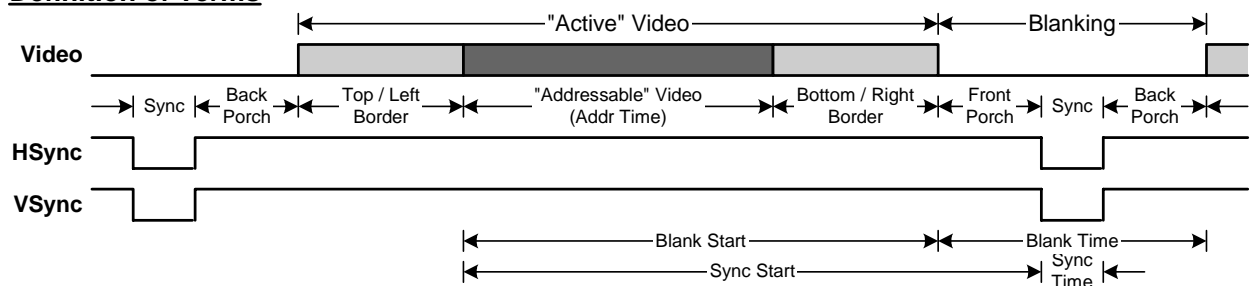 Definition of Terms
"Active" Video
Blanking
Video
Sync
Back Porch
Top / Left Border
"Addressable" Video (Addr Time)
Bottom / Right Border
Front Porch
Sync
Back Porch
HSync
VSync
Blank Start
Blank Time
Sync Start
Sync Time